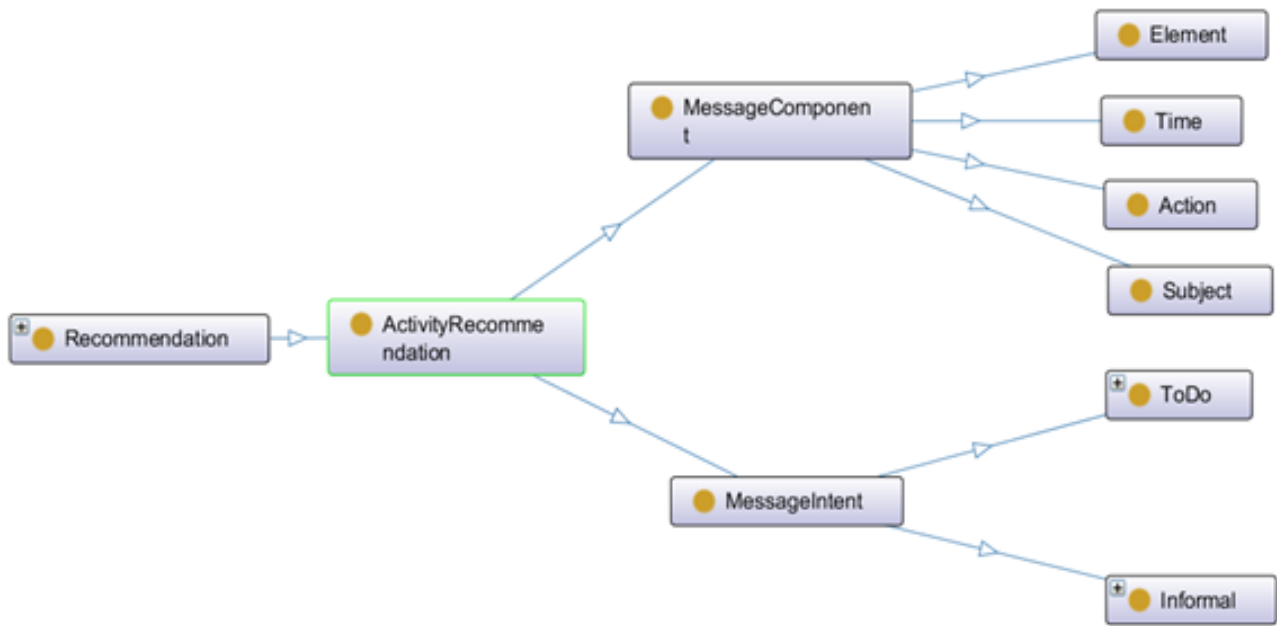 Element
MessageComponen
t
Time
Action
Subject
Recommendation
ActivityRecomme
ndation
ToDo
MessageIntent
Informal